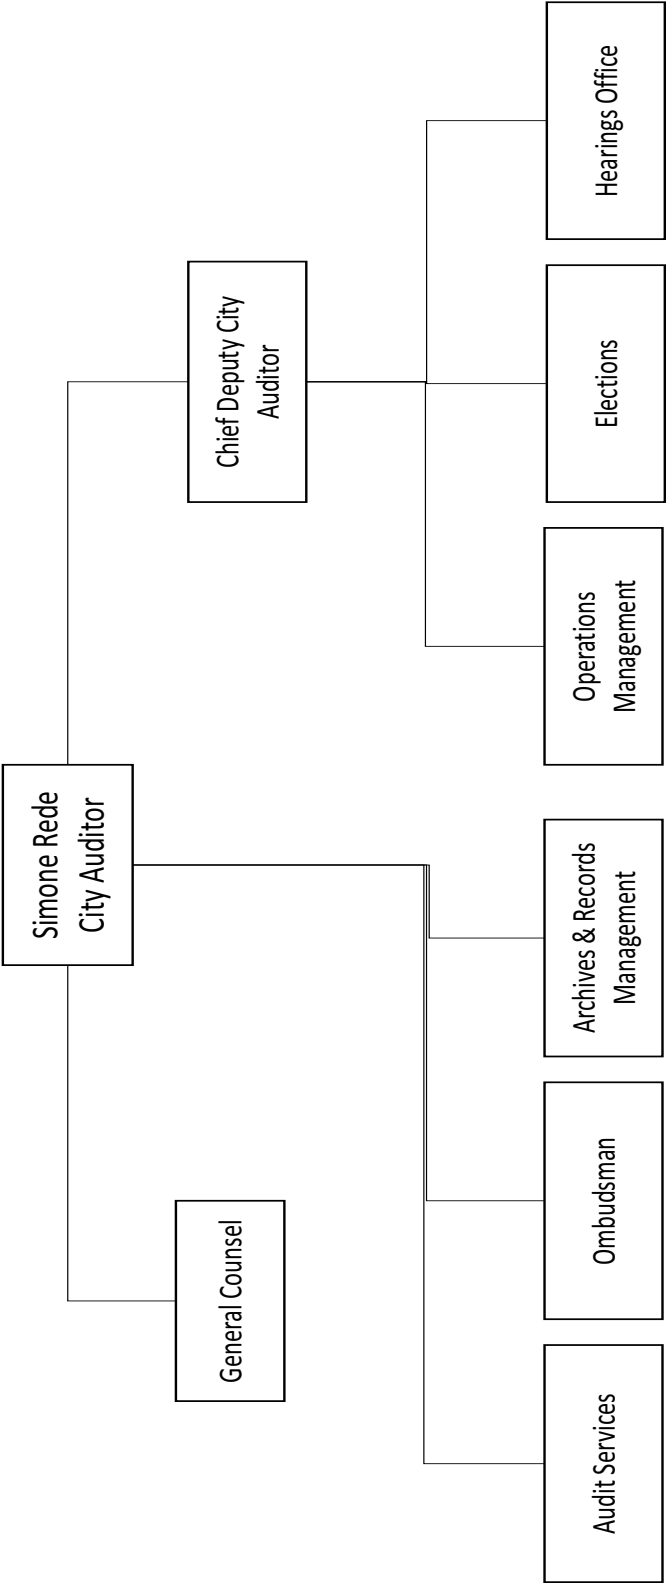 Simone Rede
City Auditor
General Counsel
Chief Deputy City
Auditor
Audit Services
Ombudsman
Archives & Records
Management
Operations
Management
Elections
Hearings Office